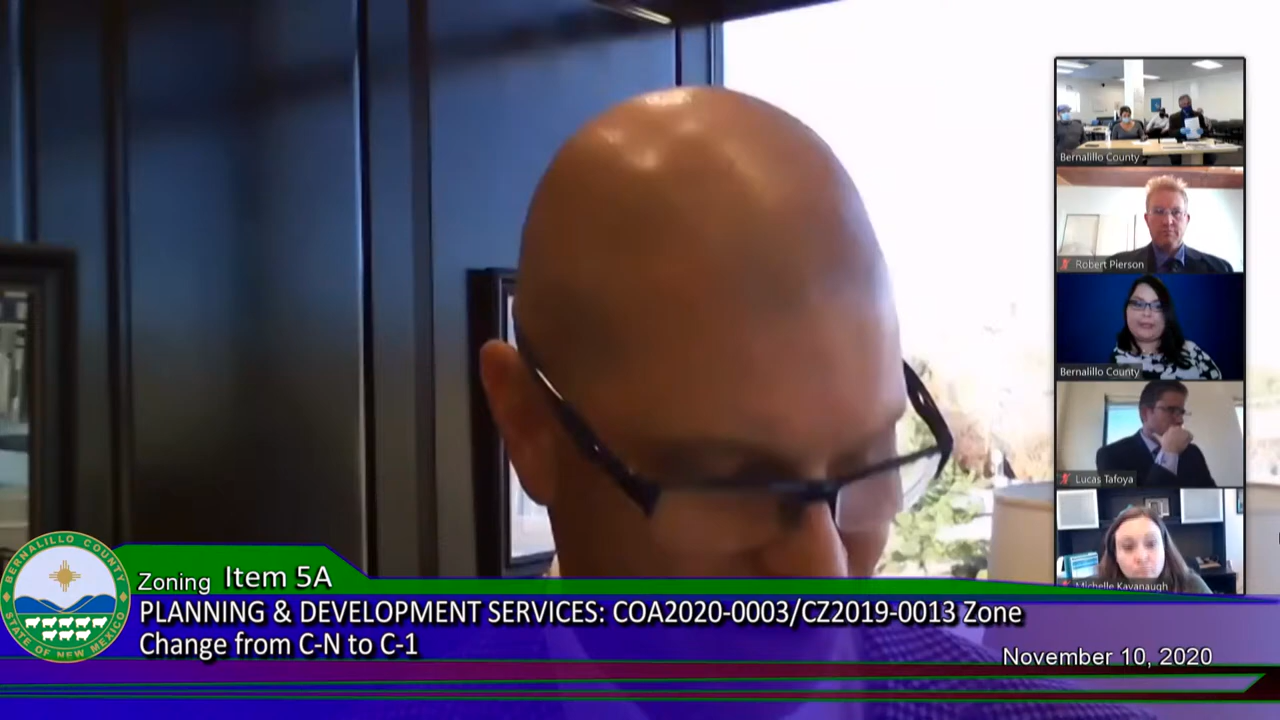 Bernalillo County
Robert Pierson
Bernalillo County
Lucas Tafoya
Michelle Kavanaugh
Zoning Item 5A
PLANNING & DEVELOPMENT SERVICES: COA2020-0003/CZ2019-0013 Zone
Change from C-N to C-1
November 10, 2020
BERNALILLO COUNTY
STATE OF NEW MEXICO